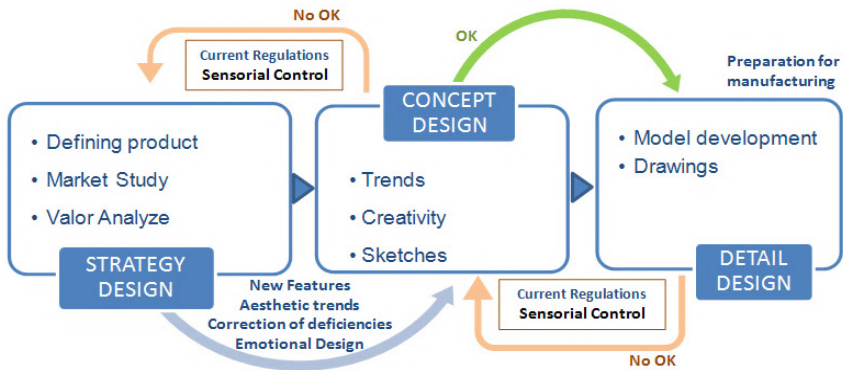 No OK
Current Regulations
Sensorial Control
OK
Preparation for
manufacturing
• Defining product
• Market Study
• Valor Analyze
STRATEGY
DESIGN
CONCEPT
DESIGN
• Trends
• Creativity
• Sketches
• Model development
• Drawings
DETAIL
DESIGN
New Features
Aesthetic trends
Correction of deficiencies
Emotional Design
Current Regulations
Sensorial Control
No OK